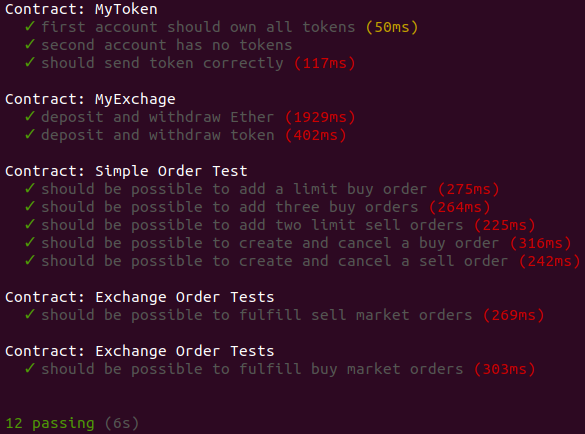 Contract: MyToken
✓ first account should own all tokens (50ms)
✓ second account has no tokens
✓ should send token correctly (117ms)
Contract: MyExchage
✓ deposit and withdraw Ether (1929ms)
✓ deposit and withdraw token (402ms)
Contract: Simple Order Test
✓ should be possible to add a limit buy order (275ms)
✓ should be possible to add three buy orders (264ms)
✓ should be possible to add two limit sell orders (225ms)
✓ should be possible to create and cancel a buy order (316ms)
✓ should be possible to create and cancel a sell order (242ms)
Contract: Exchange Order Tests
✓ should be possible to fulfill sell market orders (269ms)
Contract: Exchange Order Tests
✓ should be possible to fulfill buy market orders (303ms)
12 passing (6s)